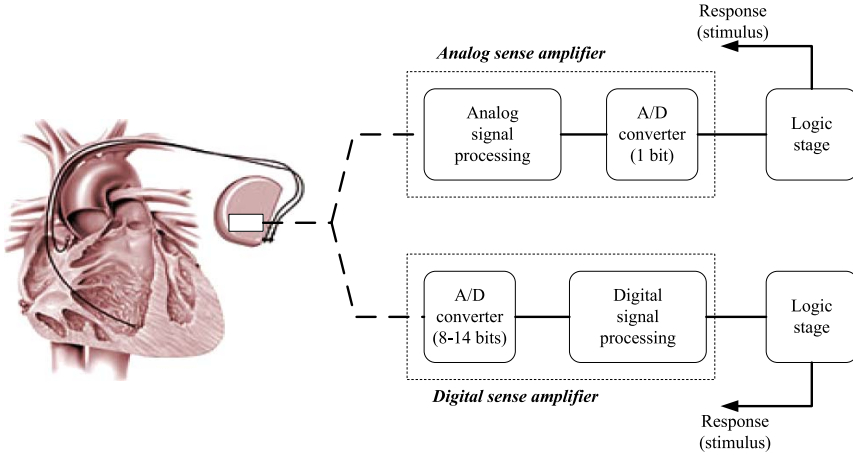 Response
(stimulus)
Analog sense amplifier
Analog
signal
processing
A/D
converter
(1 bit)
Logic
stage
A/D
converter
(8-14 bits)
Digital
signal
processing
Logic
stage
Digital sense amplifier
Response
(stimulus)